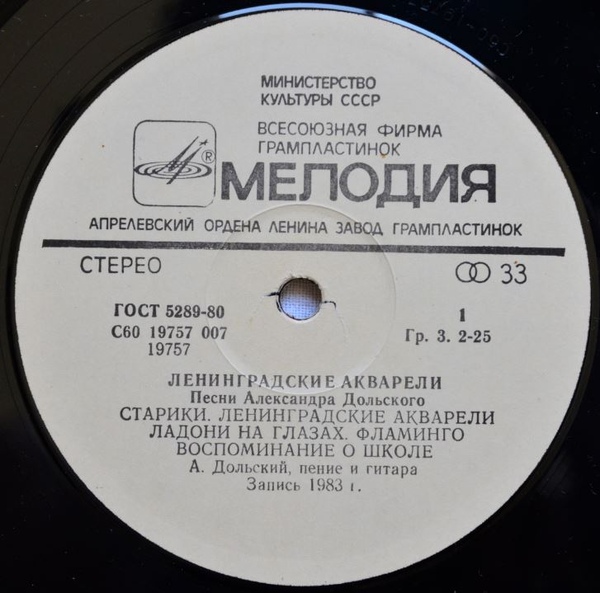 МИНИСТЕРСТВО
КУЛЬТУРЫ СССР
ВСЕСОЮЗНАЯ ФИРМА
ГРАМПЛАСТИНОК
® МЕЛОДИЯ
АПРЕЛЕВСКИЙ ОРДЕНА ЛЕНИНА ЗАВОД ГРАМПЛАСТИНОК
СТЕРЕО 33
ГОСТ 5289-80 1
С60 19757 007 Гр. 3. 2-25
19757
ЛЕНИНГРАДСКИЕ АКВАРЕЛИ
Песни Александра Дольского
СТАРИКИ. ЛЕНИНГРАДСКИЕ АКВАРЕЛИ
ЛАДОНИ НА ГЛАЗАХ. ФЛАМИНГО
ВОСПОМИНАНИЕ О ШКОЛЕ
А. Дольский, пение и гитара
Запись 1983 г.